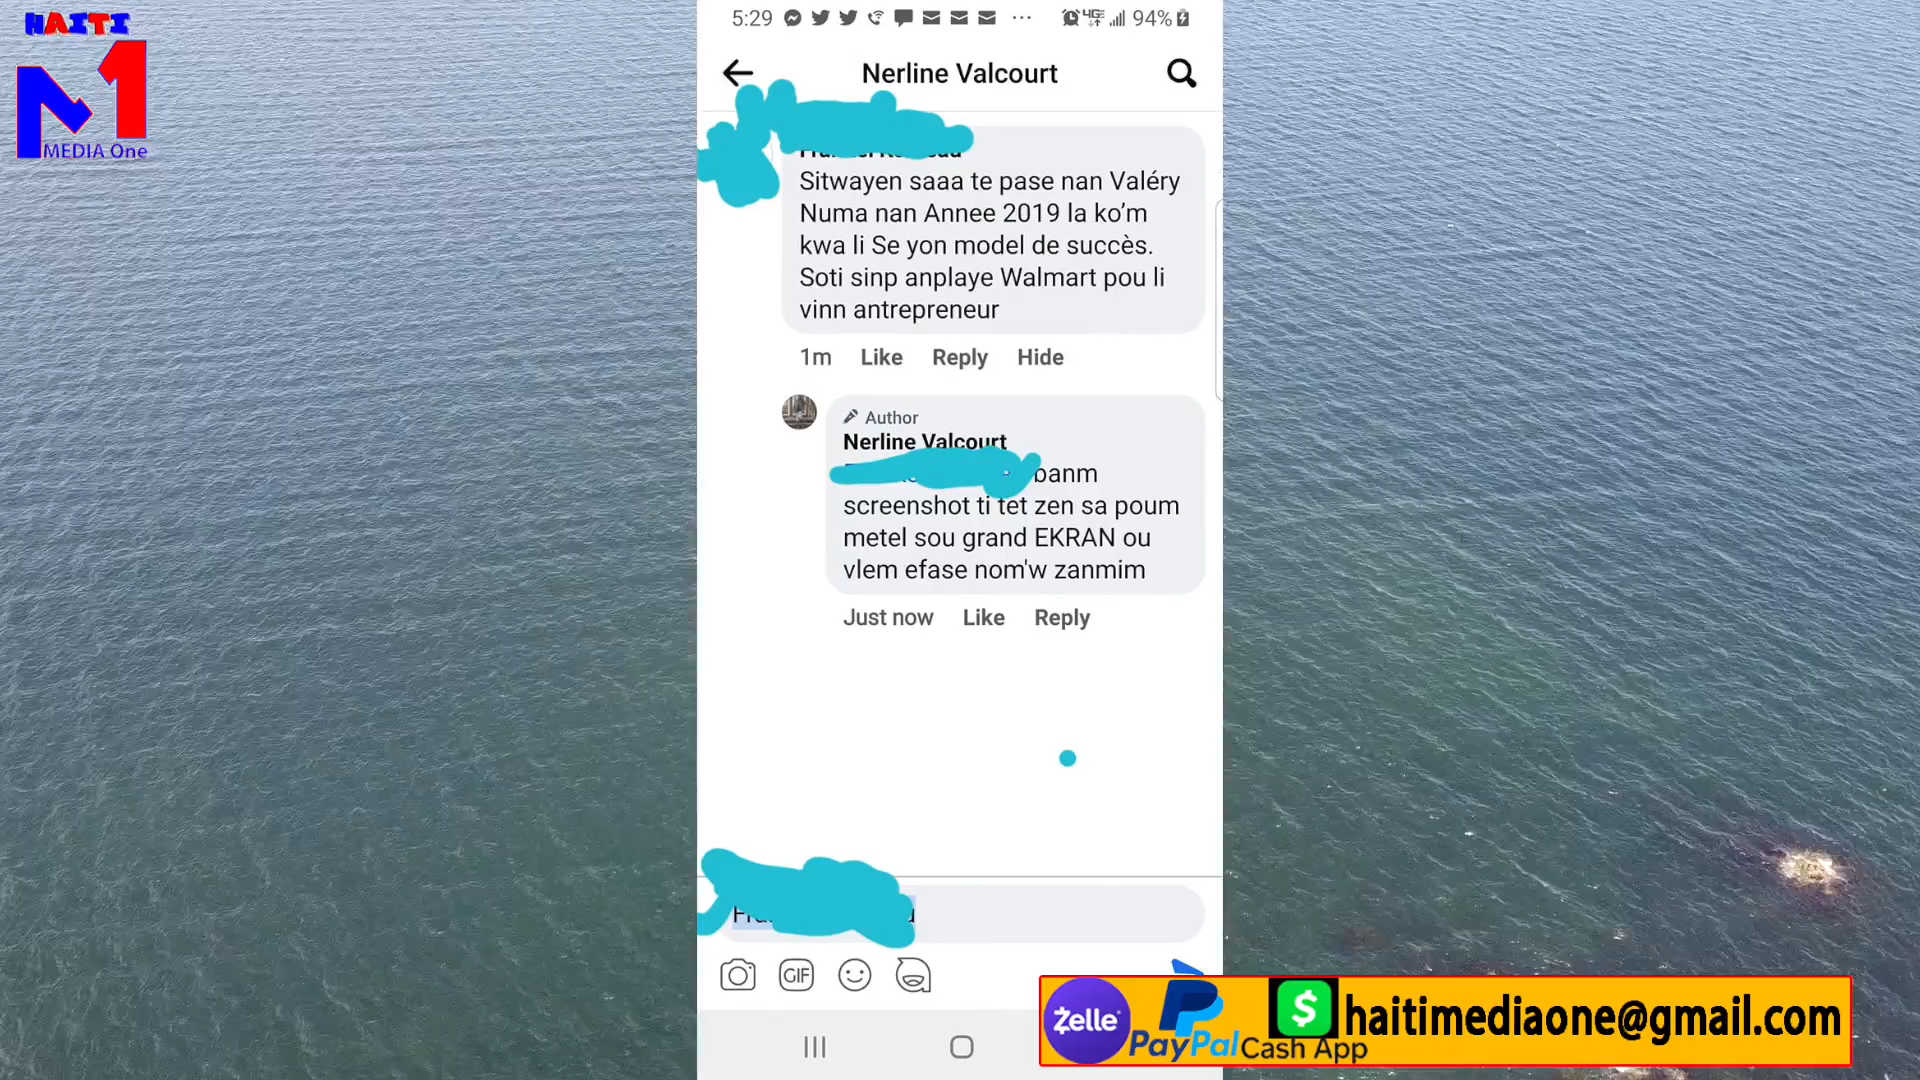 HAITI
M1
MEDIA One
5:29
94%
Nerline Valcourt
Sitwayen saaa te pase nan Valéry
Numa nan Annee 2019 la ko’m
kwa li Se yon model de succès.
Soti sinp anplaye Walmart pou li
vinn antrepreneur
1m Like Reply Hide
Author
Nerline Valcourt
banm
screenshot ti tet zen sa poum
metel sou grand EKRAN ou
vlem efase nom'w zanmim
Just now Like Reply
GIF
Zelle
PayPal
$
Cash App
haitimediaone@gmail.com